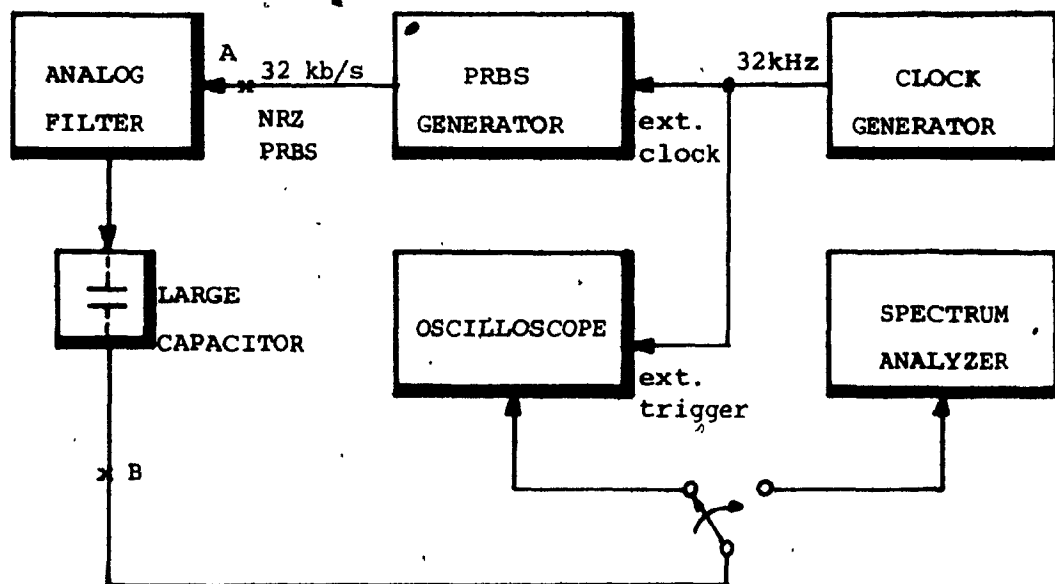 ANALOG
FILTER
A
32 kb/s
NRZ
PRBS
PRBS
GENERATOR
ext.
clock
32kHz
CLOCK
GENERATOR
LARGE
CAPACITOR
OSCILLOSCOPE
ext.
trigger
SPECTRUM
ANALYZER
B